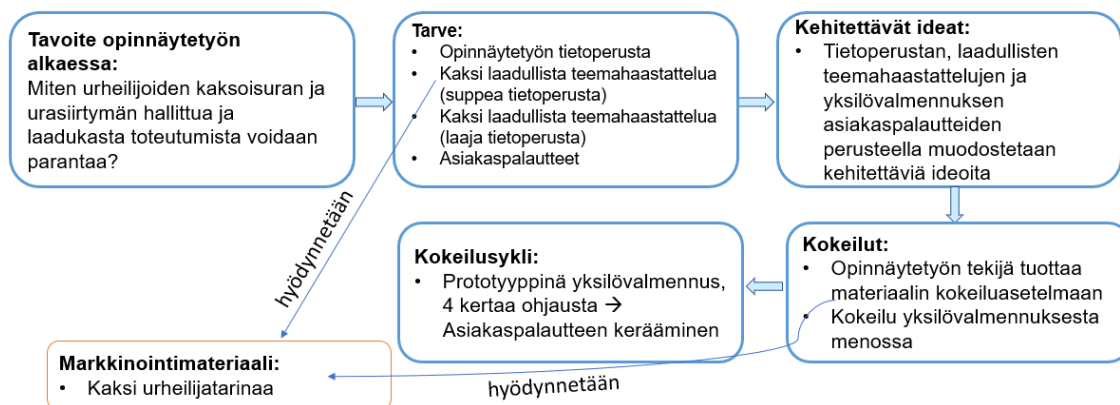 Tavoite opinnäytetyön
alkaessa:
Miten urheilijoiden kaksoisuran ja
urasiirtymän hallittua ja
laadukasta toteutumista voidaan
parantaa?
Tarve:
• Opinnäytetyön tietoperusta
• Kaksi laadullista teemahaastattelua
(suppea tietoperusta)
• Kaksi laadullista teemahaastattelua
(laaja tietoperusta)
• Asiakaspalautteet
Kehitettävät ideat:
• Tietoperustan, laadullisten
teemahaastattelujen ja
yksilövalmennuksen
asiakaspalautteiden
perusteella muodostetaan
kehitettäviä ideoita
Kokeilut:
• Opinnäytetyön tekijä tuottaa
materiaalin kokeiluasetelmaan
• Kokeilu yksilövalmennuksesta
menossa
Kokeilusykli:
• Prototyyppinä yksilövalmennus,
4 kertaa ohjausta →
Asiakaspalautteen kerääminen
hyödynnetään
Markkinointimateriaali:
• Kaksi urheilijatarinaa
hyödynnetään